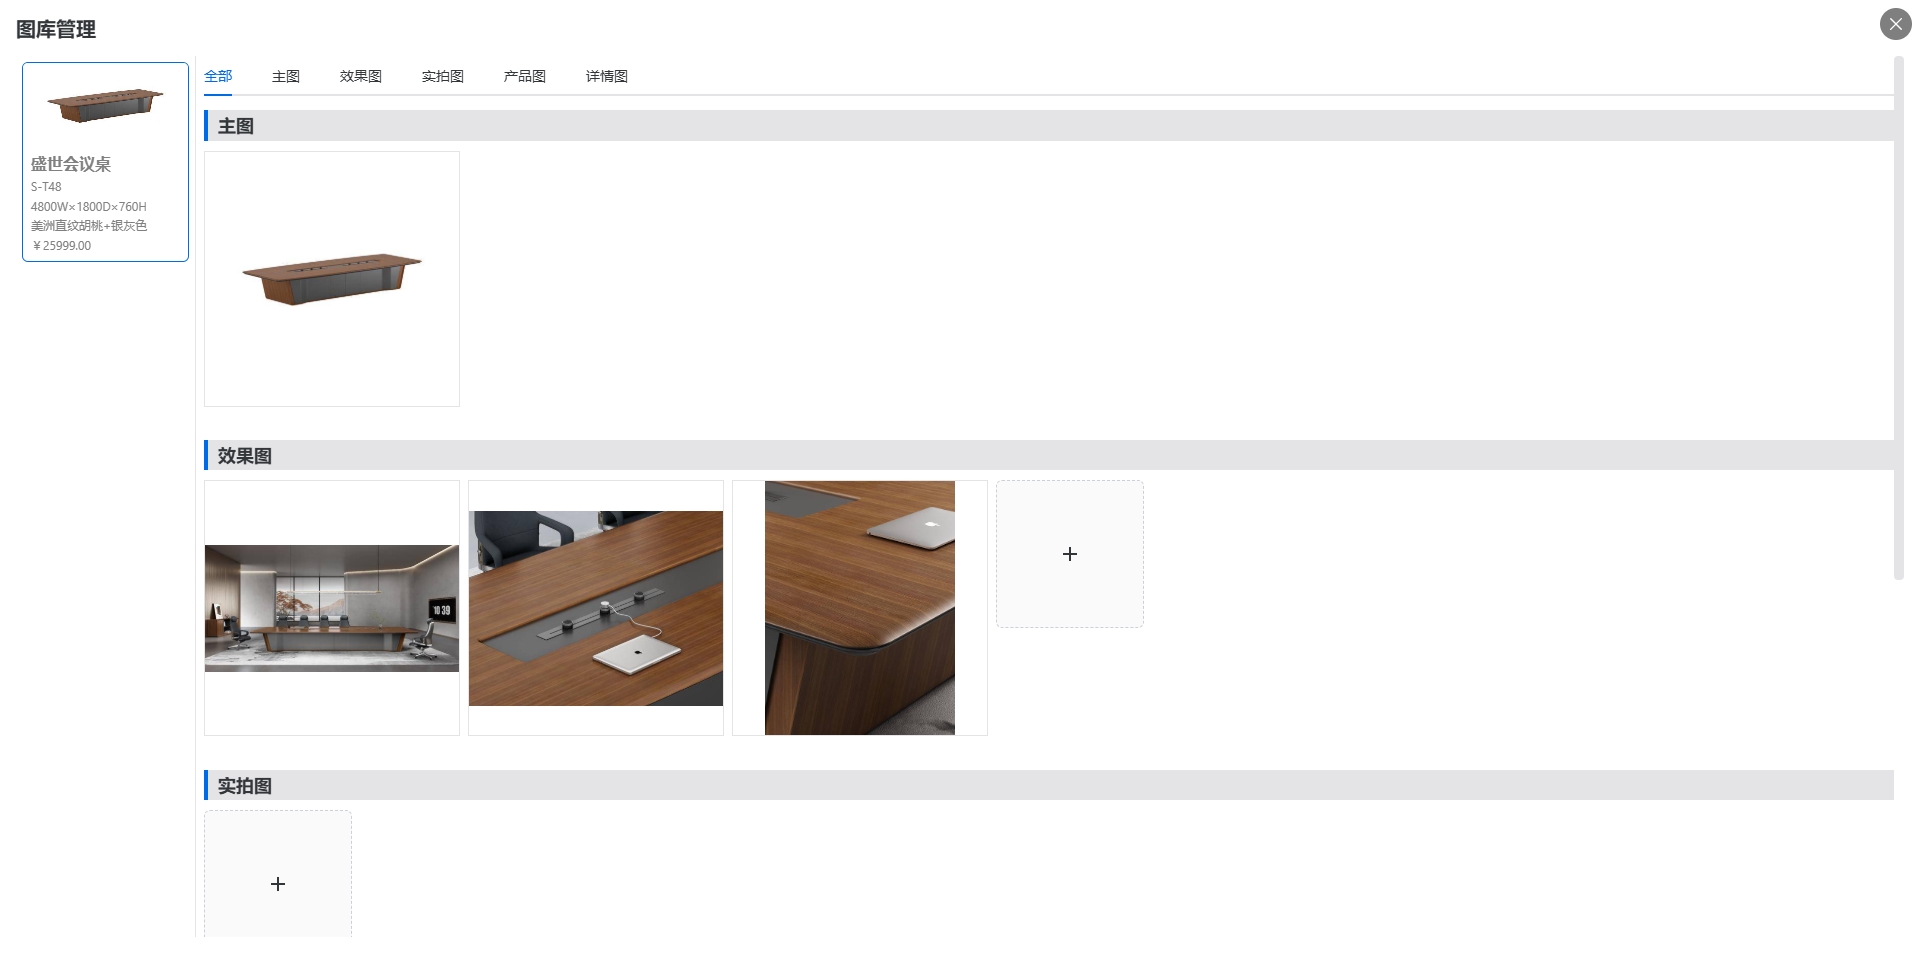 图库管理
盛世会议桌
S-T48
4800W×1800D×760H
美洲直纹胡桃+银灰色
￥25999.00
全部
主图
效果图
实拍图
产品图
详情图
主图
效果图
10 39
实拍图